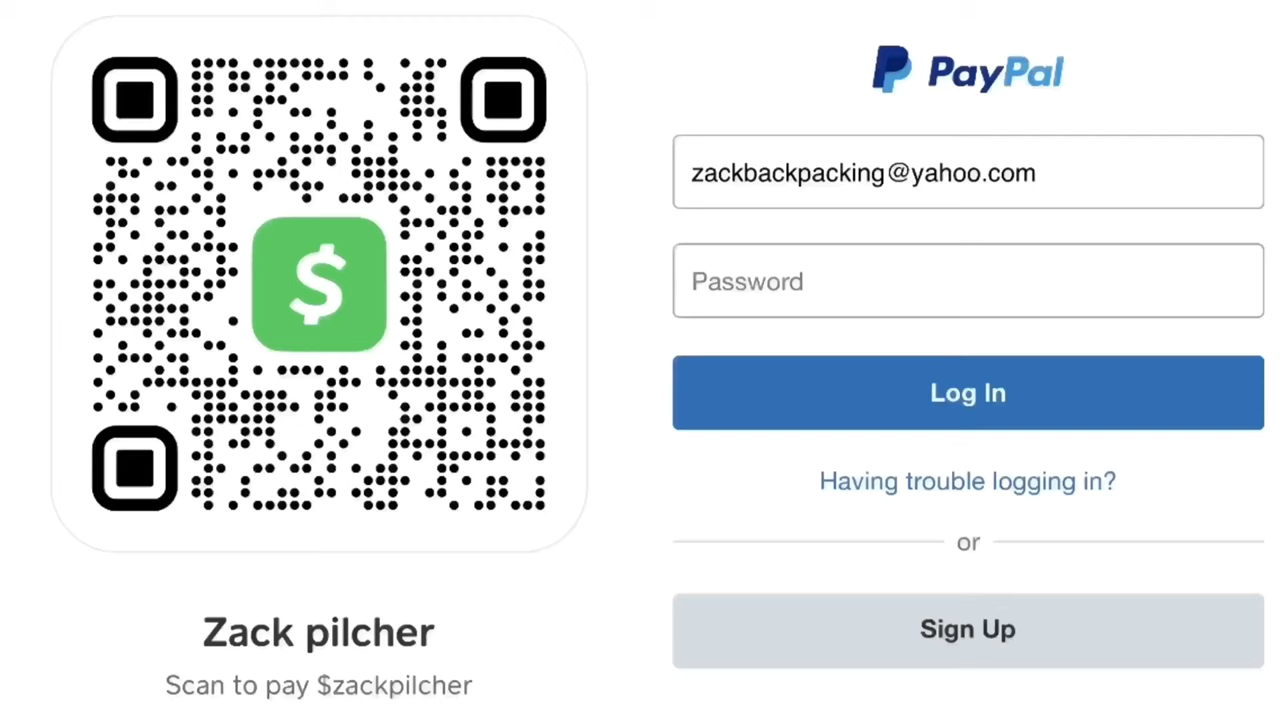 $
Zack pilcher
Scan to pay $zackpilcher
PayPal
zackbackpacking@yahoo.com
Password
Log In
Having trouble logging in?
or
Sign Up